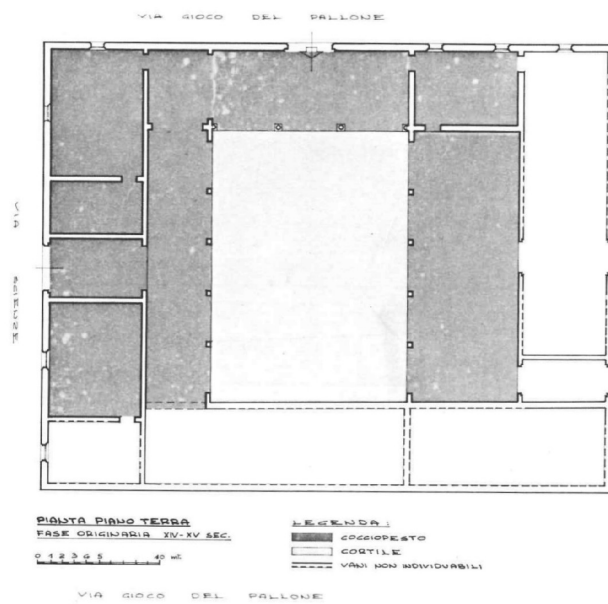 VIA GIOCO DEL PALLONE
VIA
PIANTA PIANO TERRA
FASE ORIGINARIA XIV-XV SEC.
0 1 2 3 4 5 10 mt.
LEGENDA:
COCCIOPESTO
CORTILE
VANI NON INDIVIDUABILI
VIA GIOCO DEL PALLONE